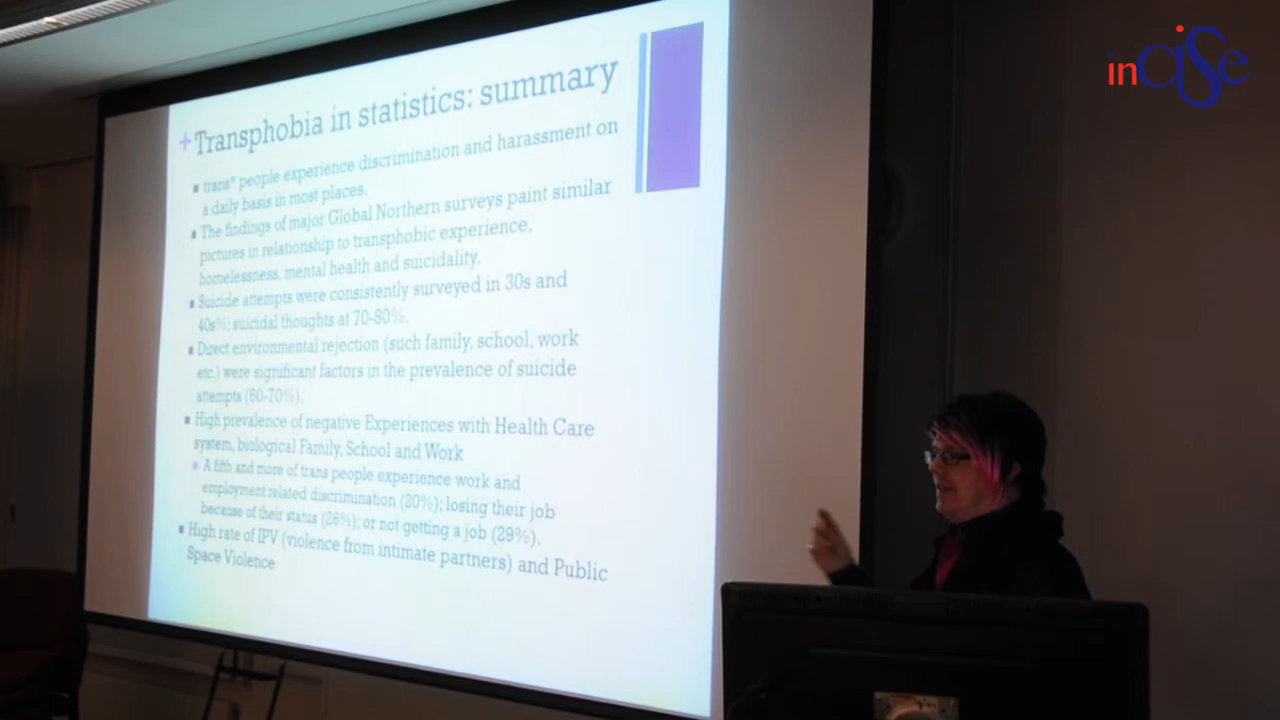 inCISe
+ Transphobia in statistics: summary
▪ trans* people experience discrimination and harassment on
a daily basis in most places.
▪ The findings of major Global Northern surveys paint similar
pictures in relationship to transphobic experience,
homelessness, mental health and suicidality.
▪ Suicide attempts were consistently surveyed in 30s and
40s%; suicidal thoughts at 70-80%.
▪ Direct environmental rejection (such family, school, work
etc.) were significant factors in the prevalence of suicide
attempts (60-70%).
▪ High prevalence of negative Experiences with Health Care
system, biological Family, School and Work
▪ A fifth and more of trans people experience work and
employment related discrimination (20%); losing their job
because of their status (26%); or not getting a job (29%).
▪ High rate of IPV (violence from intimate partners) and Public
Space Violence